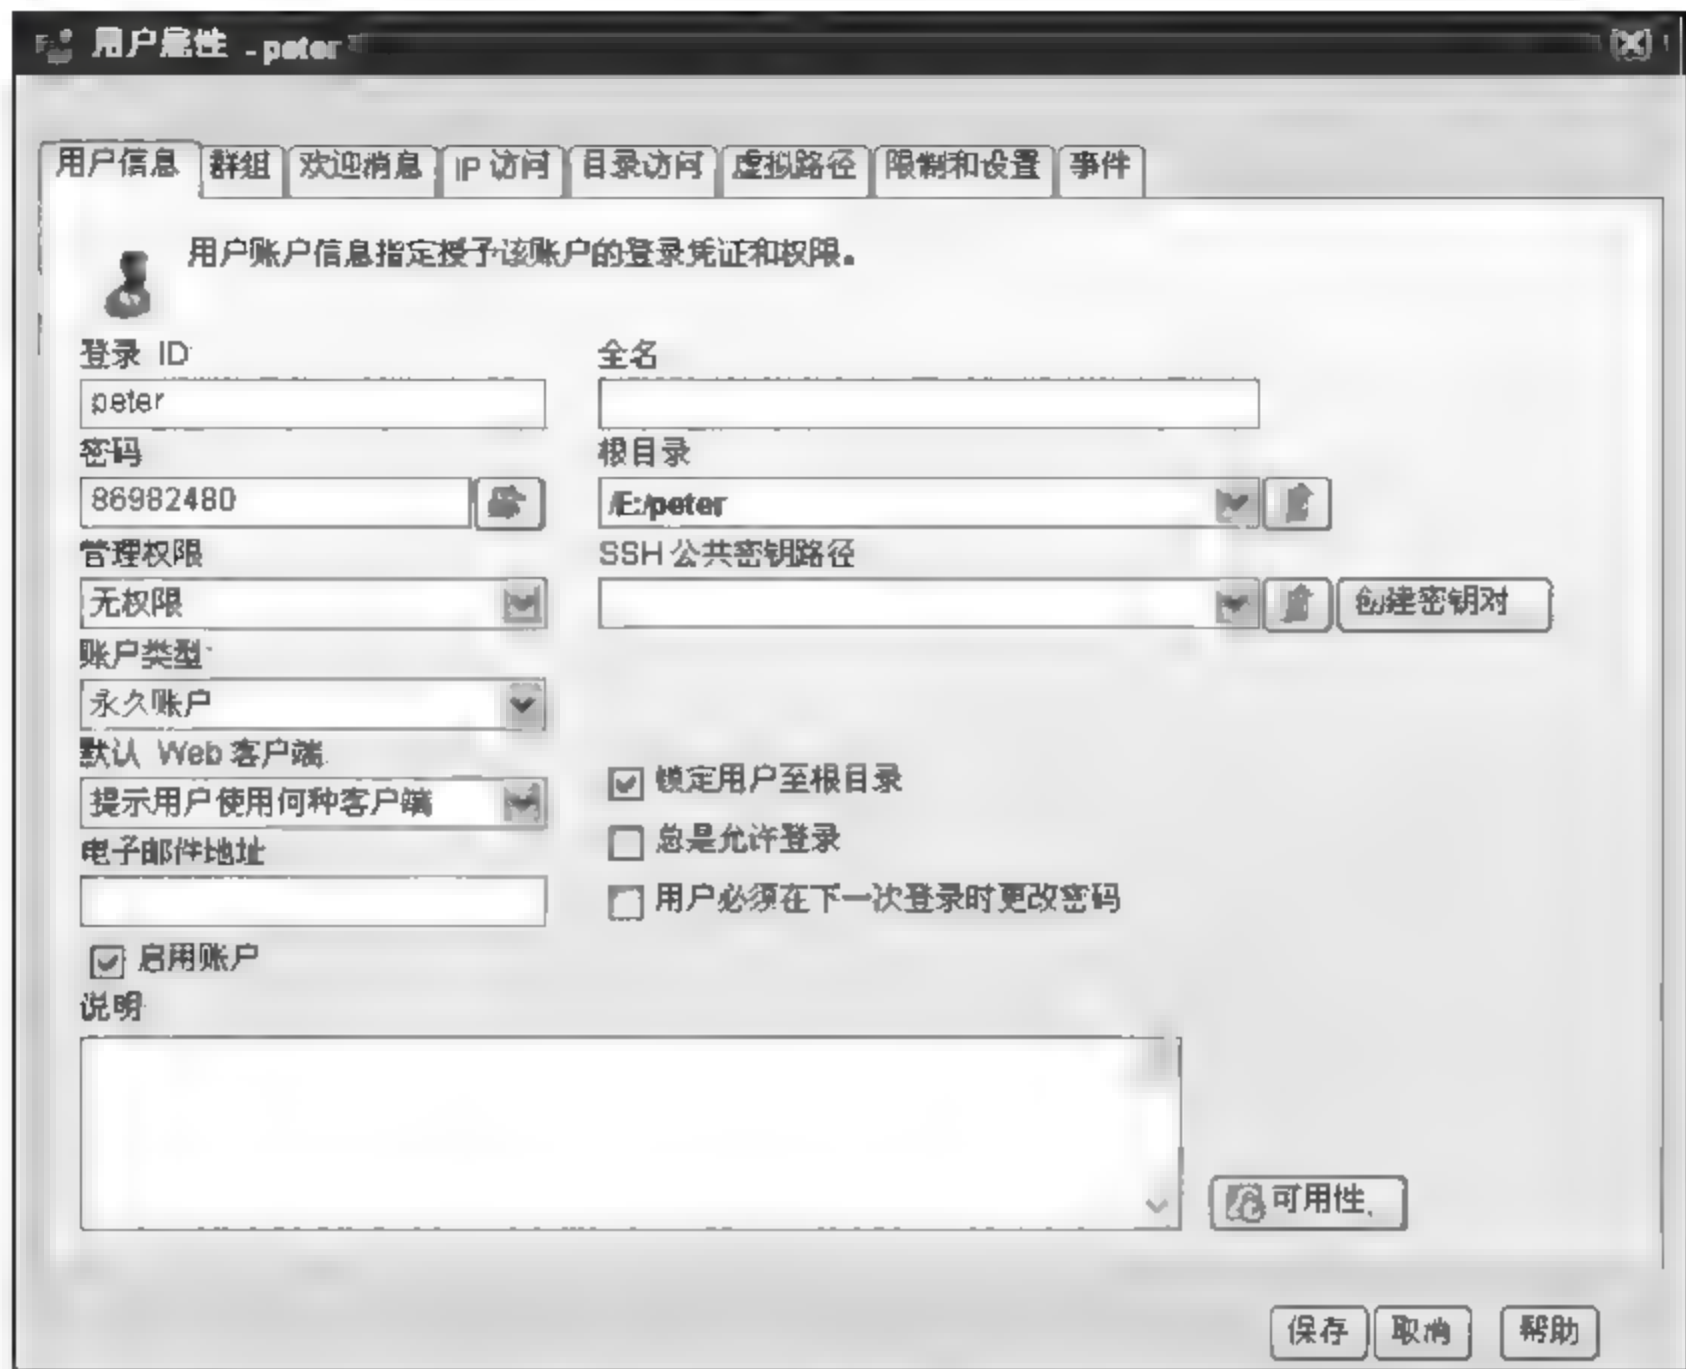 用户属性 - peter
用户信息 群组 欢迎消息 IP 访问 目录访问 虚拟路径 限制和设置 事件
用户账户信息指定授予该账户的登录凭证和权限。
登录 ID 全名
peter
密码 根目录
86982480 /E:/peter
管理权限 SSH 公共密钥路径
无权限 创建密钥对
账户类型
永久账户
默认 Web 客户端 锁定用户至根目录
提示用户使用何种客户端 总是允许登录
电子邮件地址
用户必须在下一次登录时更改密码
启用账户
说明
可用性
保存 取消 帮助